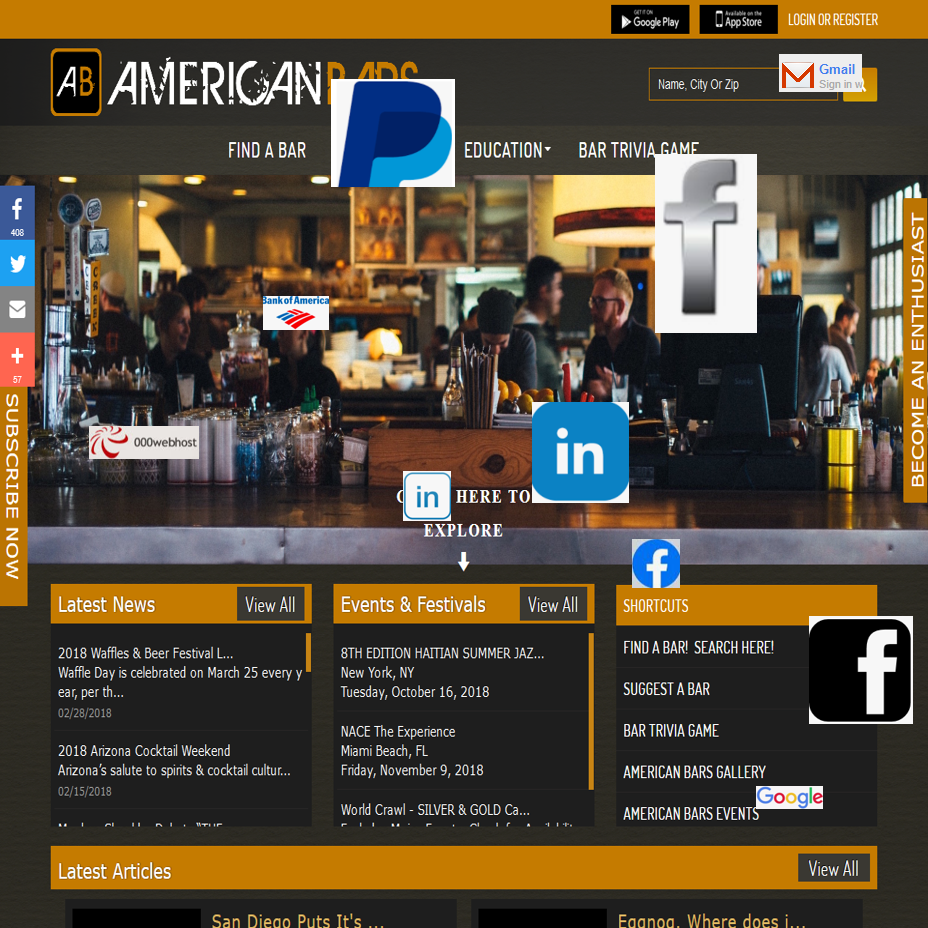 GET IT ON
Google Play
Available on the
App Store
LOGIN OR REGISTER
AB AMERICAN
Name, City Or Zip
Gmail
Sign in w
FIND A BAR
EDUCATION
BAR TRIVIA GAME
408
57
SUBSCRIBE NOW
BECOME AN ENTHUSIAST
Bank of America
000webhost
in
in
HERE TO
EXPLORE
Latest News
View All
2018 Waffles & Beer Festival L...
Waffle Day is celebrated on March 25 every y
ear, per th...
02/28/2018
2018 Arizona Cocktail Weekend
Arizona's salute to spirits & cocktail cultur...
02/15/2018
Events & Festivals
View All
8TH EDITION HAITIAN SUMMER JAZ...
New York, NY
Tuesday, October 16, 2018
NACE The Experience
Miami Beach, FL
Friday, November 9, 2018
World Crawl - SILVER & GOLD Ca...
SHORTCUTS
FIND A BAR! SEARCH HERE!
SUGGEST A BAR
BAR TRIVIA GAME
AMERICAN BARS GALLERY
Google
AMERICAN BARS EVENTS
Latest Articles
View All
San Diego Puts It's ...
Eggnog, Where does i...